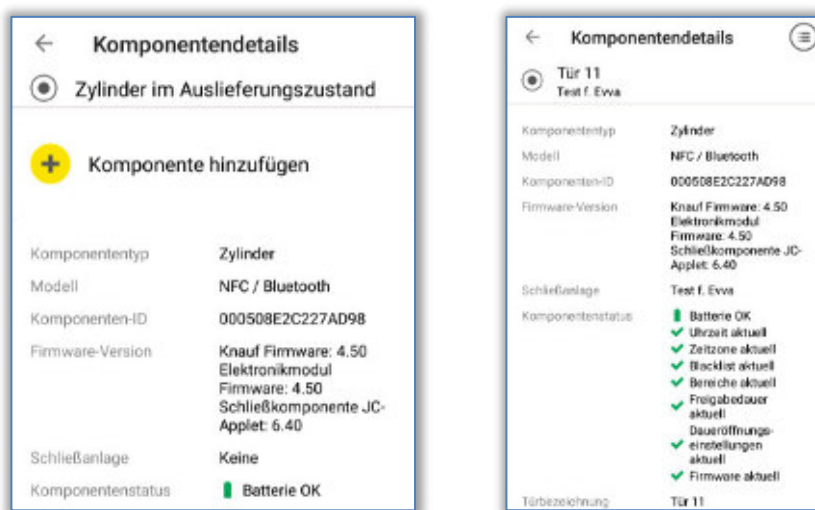 Komponentendetails
Zylinder im Auslieferungszustand
Komponente hinzufügen
Komponententyp Zylinder
Modell NFC / Bluetooth
Komponenten-ID 000508E2C227AD98
Firmware-Version Knauf Firmware: 4.50
Elektronikmodul
Firmware: 4.50
Schließkomponente JC-
Applet: 6.40
Schließanlage Keine
Komponentenstatus Batterie OK
Komponentendetails
Tür 11
Test f. Evva
Komponententyp Zylinder
Modell NFC / Bluetooth
Komponenten-ID 000508E2C227AD98
Firmware-Version Knauf Firmware: 4.50
Elektronikmodul
Firmware: 4.50
Schließkomponente JC-
Applet: 6.40
Schließanlage Test f. Evva
Komponentenstatus Batterie OK
Uhrzeit aktuell
Zeitzone aktuell
Blacklist aktuell
Bereiche aktuell
Freigabedauer
aktuell
Daueröffnungs-
einstellungen
aktuell
Firmware aktuell
Türbezeichnung Tür 11